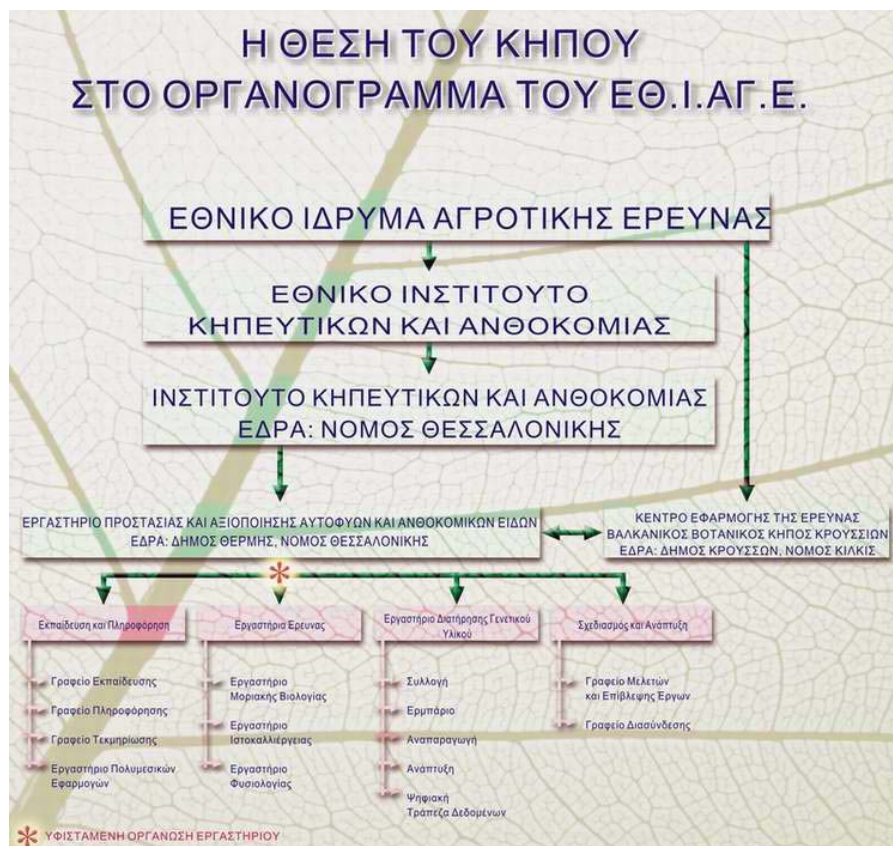 Η ΘΕΣΗ ΤΟΥ ΚΗΠΟΥ
ΣΤΟ ΟΡΓΑΝΟΓΡΑΜΜΑ ΤΟΥ ΕΘ.Ι.ΑΓ.Ε.
ΕΘΝΙΚΟ ΙΔΡΥΜΑ ΑΓΡΟΤΙΚΗΣ ΕΡΕΥΝΑΣ
ΕΘΝΙΚΟ ΙΝΣΤΙΤΟΥΤΟ
ΚΗΠΕΥΤΙΚΩΝ ΚΑΙ ΑΝΘΟΚΟΜΙΑΣ
ΙΝΣΤΙΤΟΥΤΟ ΚΗΠΕΥΤΙΚΩΝ ΚΑΙ ΑΝΘΟΚΟΜΙΑΣ
ΕΔΡΑ: ΝΟΜΟΣ ΘΕΣΣΑΛΟΝΙΚΗΣ
ΕΡΓΑΣΤΗΡΙΟ ΠΡΟΣΤΑΣΙΑΣ ΚΑΙ ΑΞΙΟΠΟΙΗΣΗΣ ΑΥΤΟΦΥΩΝ ΚΑΙ ΑΝΘΟΚΟΜΙΚΩΝ ΕΙΔΩΝ
ΕΔΡΑ: ΔΗΜΟΣ ΘΕΡΜΗΣ, ΝΟΜΟΣ ΘΕΣΣΑΛΟΝΙΚΗΣ
ΚΕΝΤΡΟ ΕΦΑΡΜΟΓΗΣ ΤΗΣ ΕΡΕΥΝΑΣ
ΒΑΛΚΑΝΙΚΟΣ ΒΟΤΑΝΙΚΟΣ ΚΗΠΟΣ ΚΡΟΥΣΣΙΩΝ
ΕΔΡΑ: ΔΗΜΟΣ ΚΡΟΥΣΣΩΝ, ΝΟΜΟΣ ΚΙΛΚΙΣ
Εκπαίδευση και Πληροφόρηση
Γραφείο Εκπαίδευσης
Γραφείο Πληροφόρησης
Γραφείο Τεκμηρίωσης
Εργαστήριο Πολυμεσικών
Εφαρμογών
Εργαστήριο Έρευνας
Εργαστήριο
Μοριακής Βιολογίας
Εργαστήριο
Ιστοκαλλιέργειας
Εργαστήριο
Φυσιολογίας
Εργαστήριο Διατήρησης Γενετικού
Υλικού
Συλλογή
Ερμπάριο
Αναπαραγωγή
Ανάπτυξη
Ψηφιακή
Τράπεζα Δεδομένων
Σχεδιασμός και Ανάπτυξη
Γραφείο Μελετών
και Επίβλεψης Έργων
Γραφείο Διασύνδεσης
ΥΦΙΣΤΑΜΕΝΗ ΟΡΓΑΝΩΣΗ ΕΡΓΑΣΤΗΡΙΟΥ